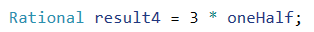 Rational result4 = 3 * oneHalf;